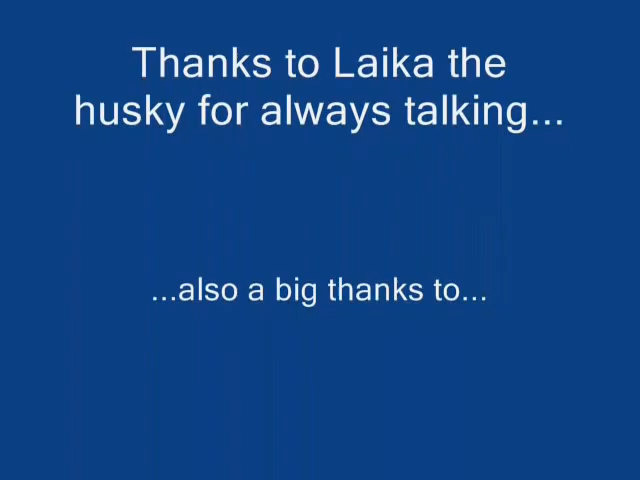 Thanks to Laika the
husky for always talking...
...also a big thanks to...